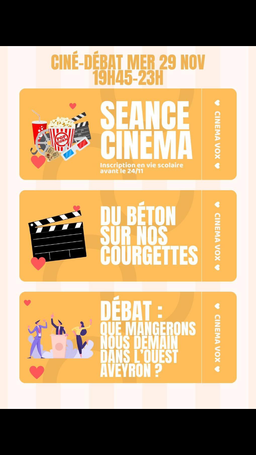 CINÉ-DÉBAT MER 29 NOV
19H45-23H
SEANCE
CINEMA
Inscription en vie scolaire
avant le 24/11
CINEMA VOX
DU BÉTON
SUR NOS
COURGETTES
CINEMA VOX
DÉBAT :
QUE MANGERONS
NOUS DEMAIN
DANS L'OUEST
AVEYRON ?
CINEMA VOX